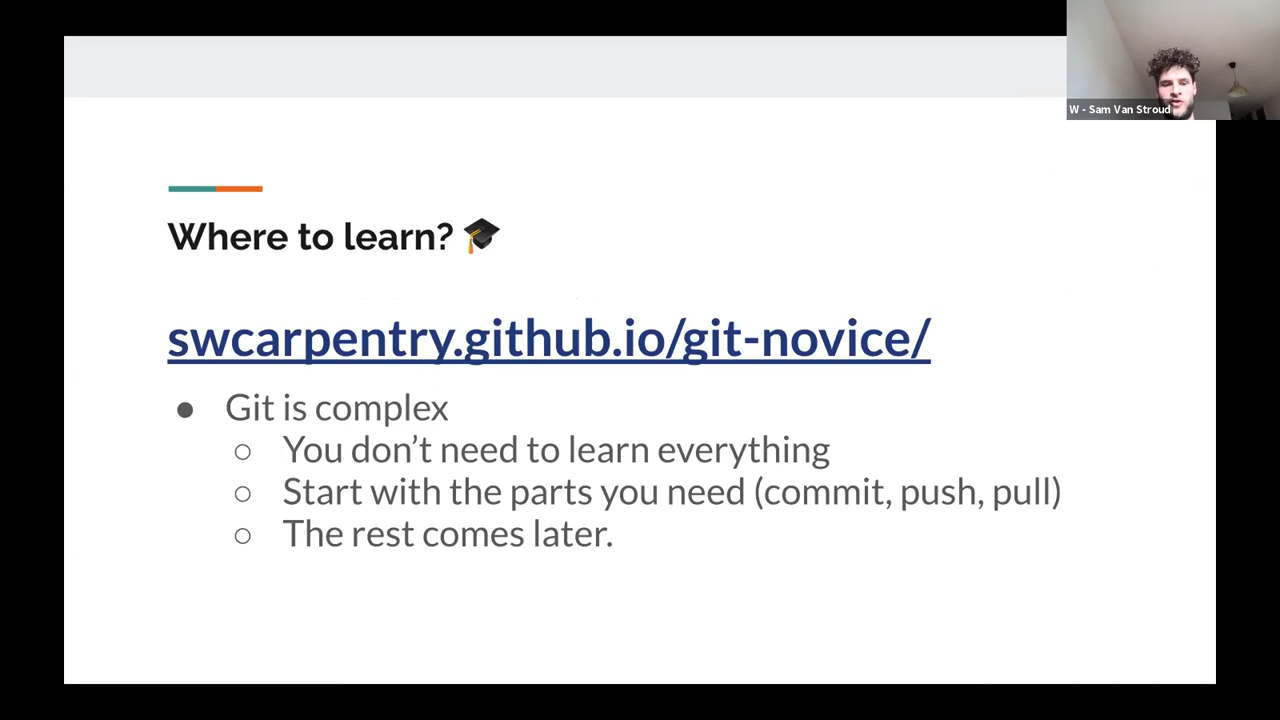 W - Sam Van Stroud
Where to learn? 🎓
swcarpentry.github.io/git-novice/
● Git is complex
○ You don’t need to learn everything
○ Start with the parts you need (commit, push, pull)
○ The rest comes later.